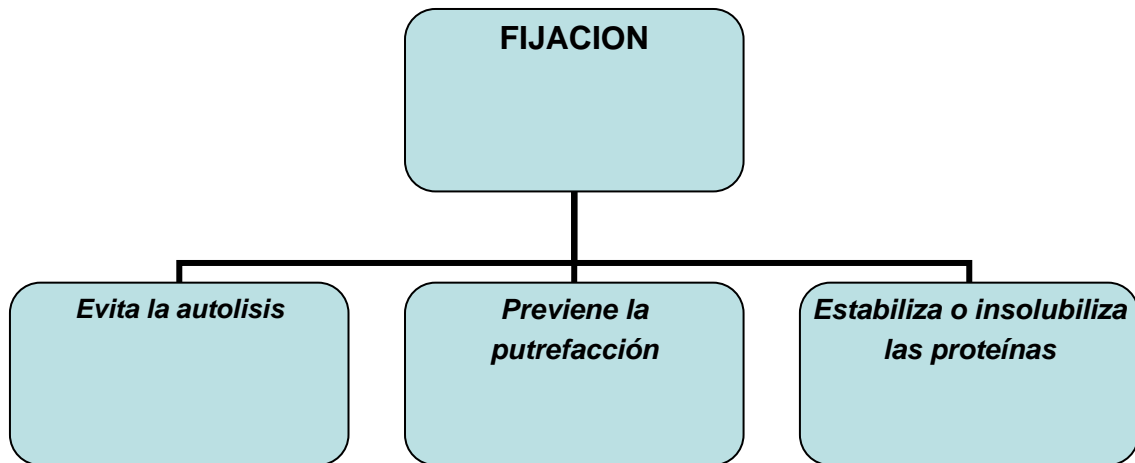 FIJACION
Evita la autolisis
Previene la
putrefacción
Estabiliza o insolubiliza
las proteínas